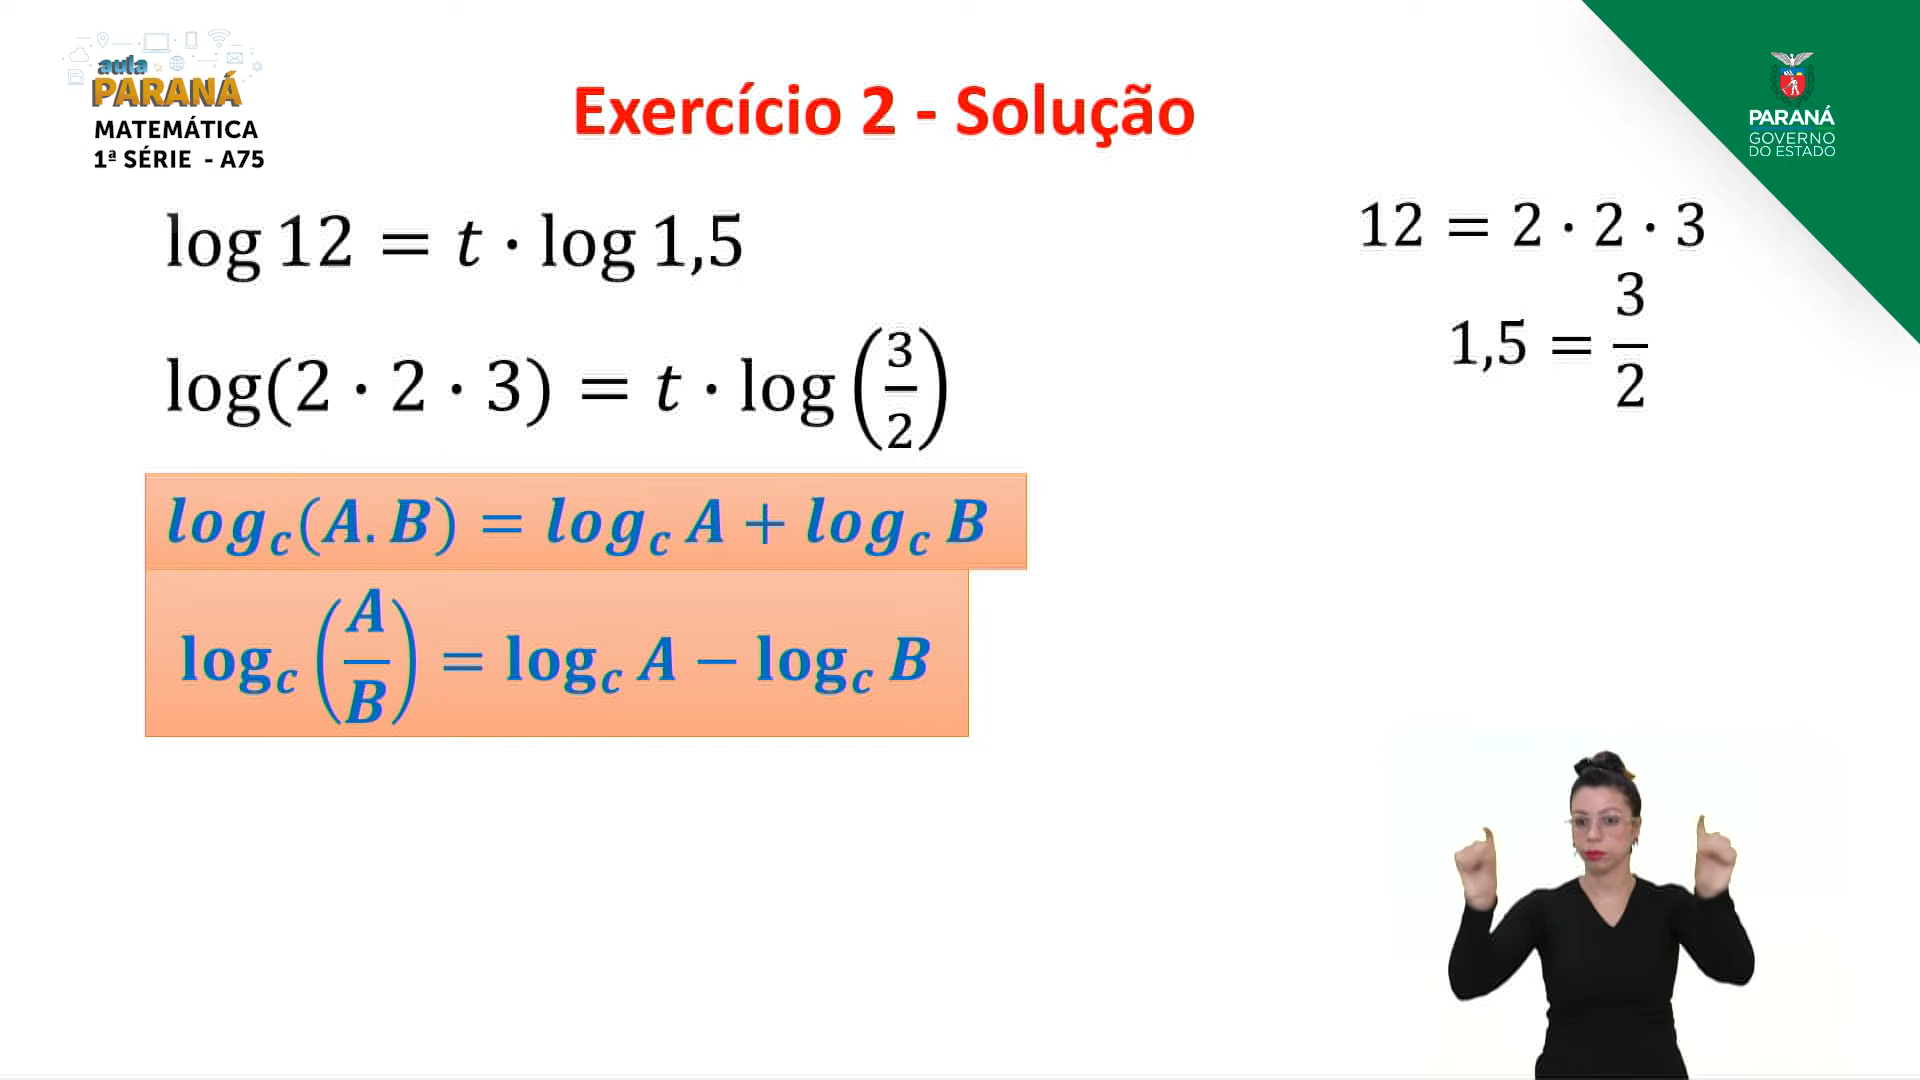 aula
PARANÁ
MATEMÁTICA
1ª SÉRIE - A75
Exercício 2 - Solução
PARANÁ
GOVERNO
DO ESTADO
log 12 = t · log 1,5
12 = 2 · 2 · 3
1,5 = 3/2
log(2 · 2 · 3) = t · log (3/2)
log_c(A.B) = log_c A + log_c B
log_c (A/B) = log_c A − log_c B